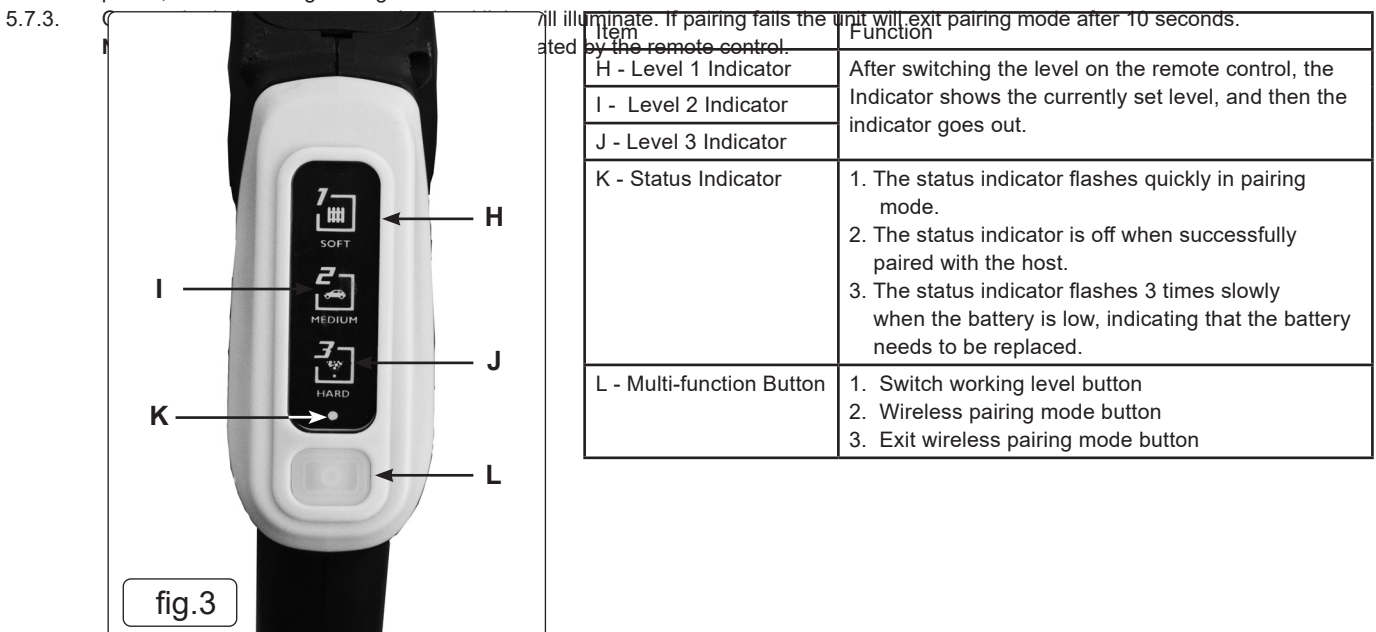 5.7.3.
will illuminate. If pairing fails the unit will exit pairing mode after 10 seconds.
ated by the remote control.
H
I
J
K
L
1
SOFT
2
MEDIUM
3
HARD
fig.3
Item
Function
H - Level 1 Indicator
I - Level 2 Indicator
J - Level 3 Indicator
After switching the level on the remote control, the
Indicator shows the currently set level, and then the
indicator goes out.
K - Status Indicator
1. The status indicator flashes quickly in pairing
mode.
2. The status indicator is off when successfully
paired with the host.
3. The status indicator flashes 3 times slowly
when the battery is low, indicating that the battery
needs to be replaced.
L - Multi-function Button
1. Switch working level button
2. Wireless pairing mode button
3. Exit wireless pairing mode button